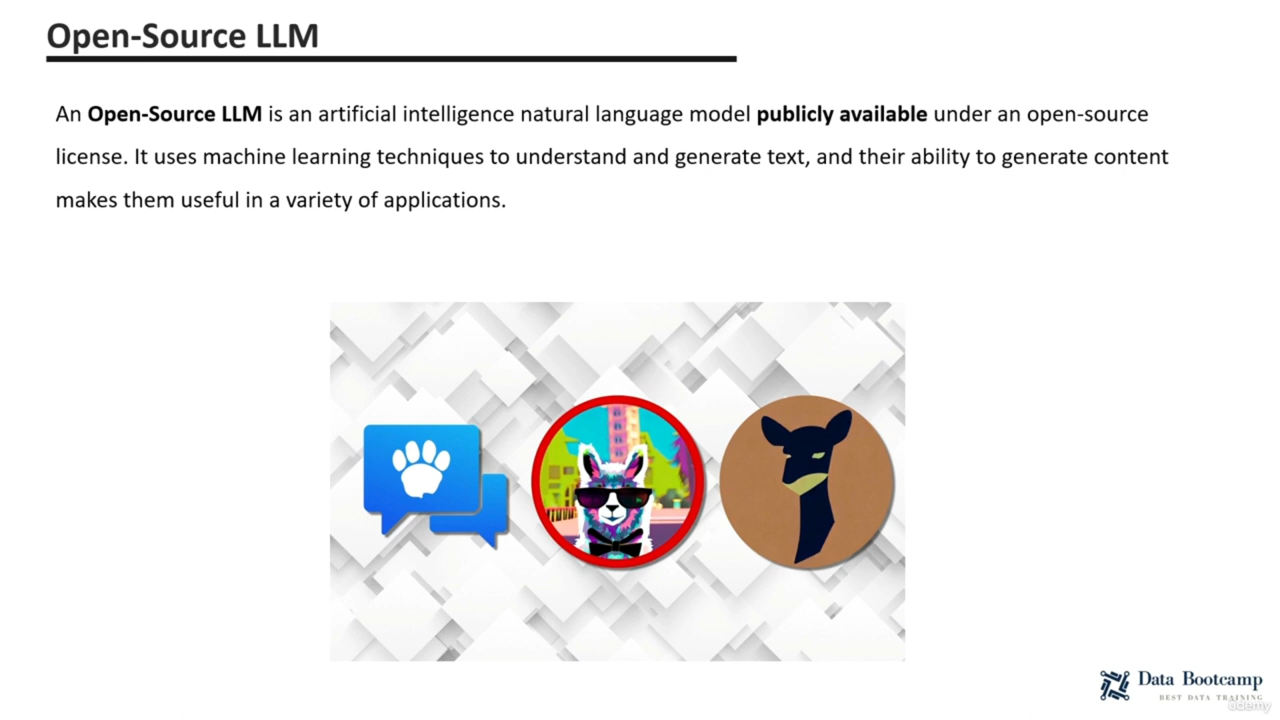 Open-Source LLM
An Open-Source LLM is an artificial intelligence natural language model publicly available under an open-source
license. It uses machine learning techniques to understand and generate text, and their ability to generate content
makes them useful in a variety of applications.
Data Bootcamp
BEST DATA TRAINING
udemy